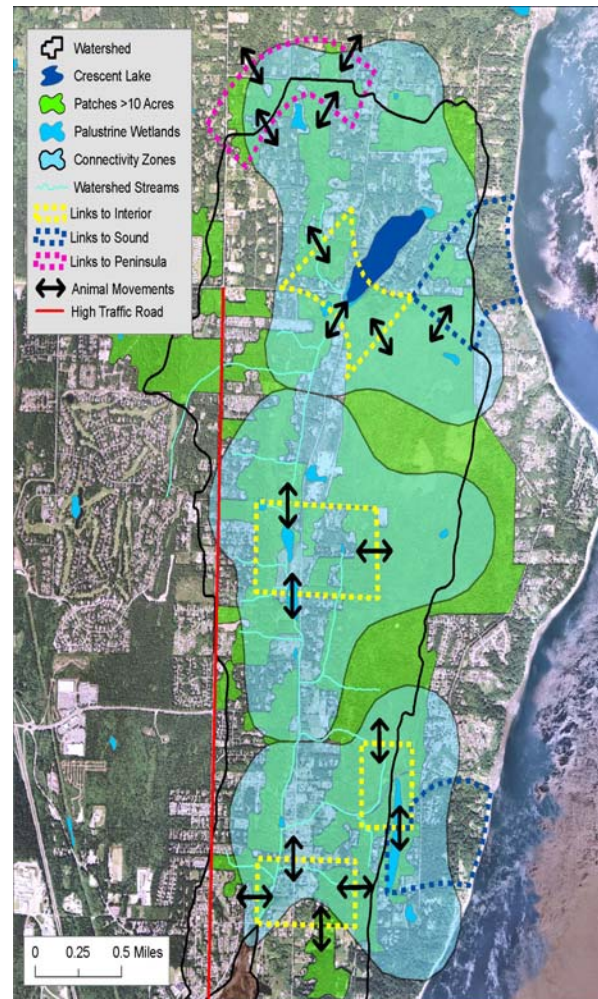 Watershed
Crescent Lake
Patches >10 Acres
Palustrine Wetlands
Connectivity Zones
Watershed Streams
Links to Interior
Links to Sound
Links to Peninsula
Animal Movements
High Traffic Road
0 0.25 0.5 Miles